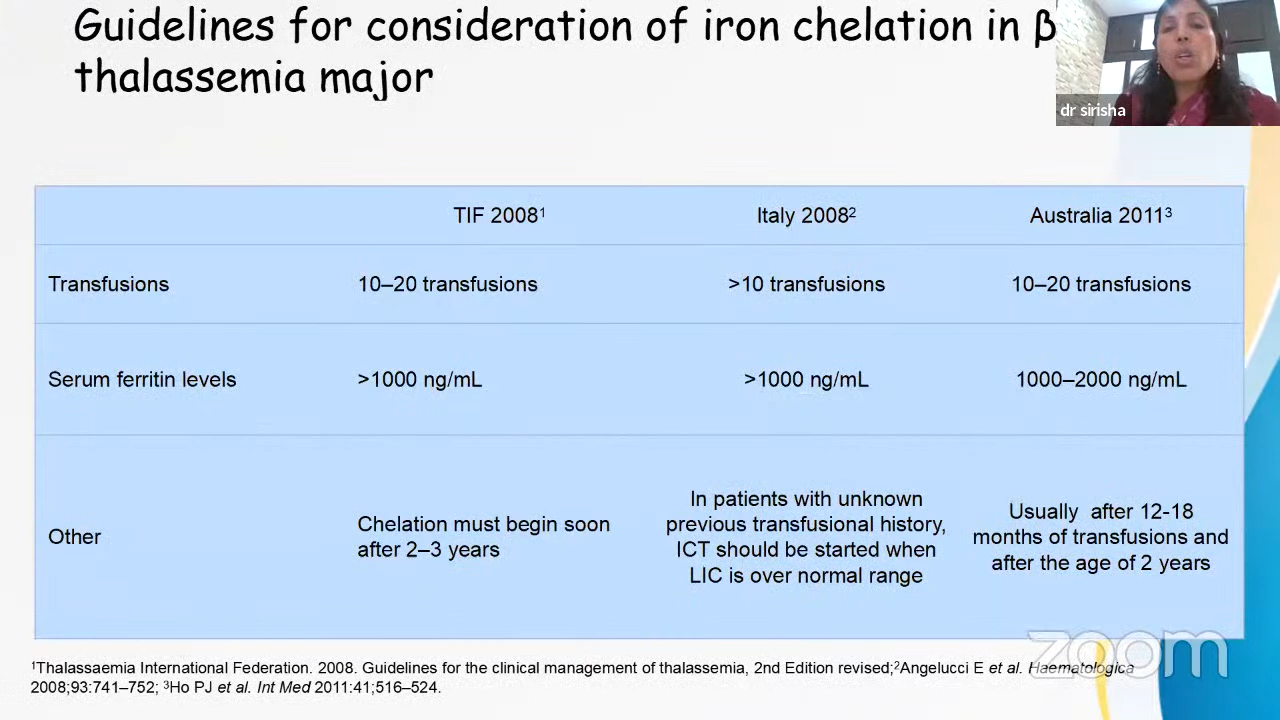 Guidelines for consideration of iron chelation in β
thalassemia major
dr sirisha
TIF 2008¹ Italy 2008² Australia 2011³
Transfusions 10–20 transfusions >10 transfusions 10–20 transfusions
Serum ferritin levels >1000 ng/mL >1000 ng/mL 1000–2000 ng/mL
Other
Chelation must begin soon
after 2–3 years
In patients with unknown
previous transfusional history,
ICT should be started when
LIC is over normal range
Usually after 12-18
months of transfusions and
after the age of 2 years
¹Thalassaemia International Federation. 2008. Guidelines for the clinical management of thalassemia, 2nd Edition revised;²Angelucci E et al. Haematologica
2008;93:741–752; ³Ho PJ et al. Int Med 2011:41;516–524.
zoom